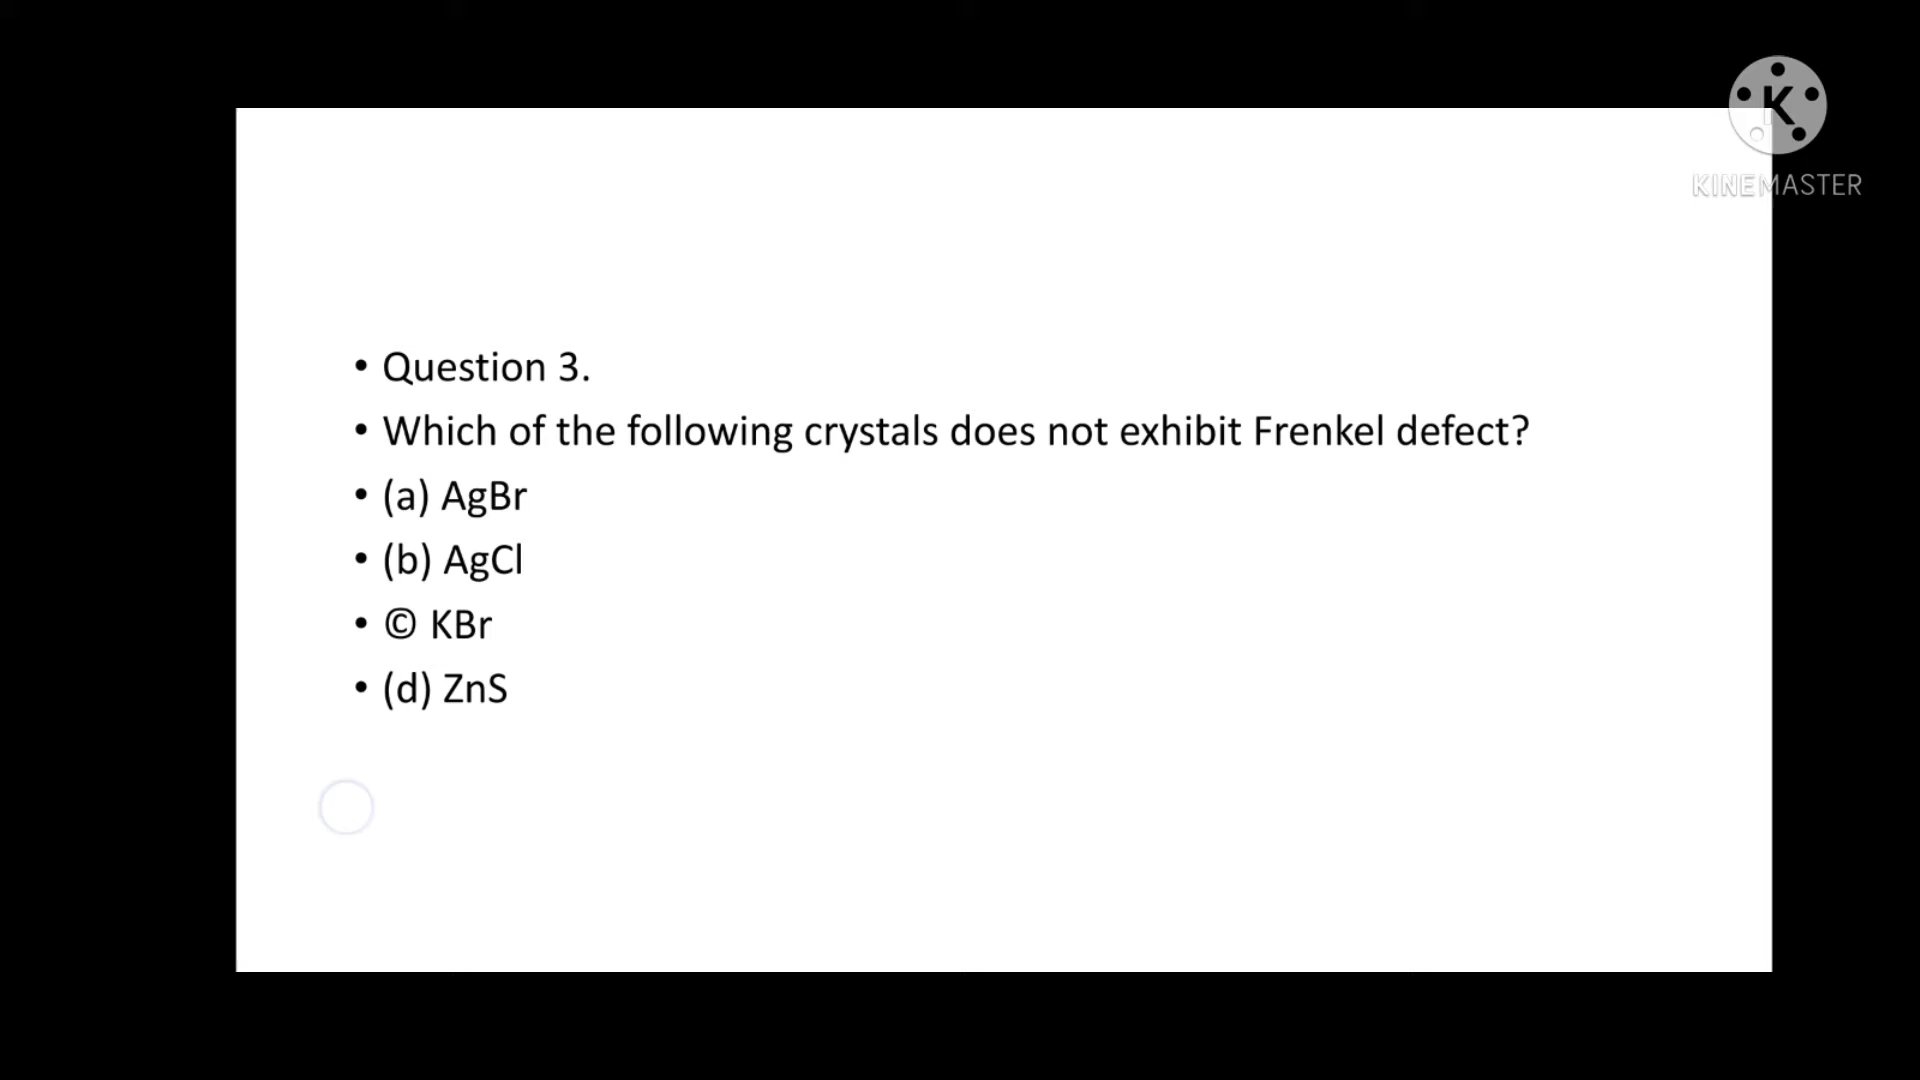 K
KINEMASTER
• Question 3.
• Which of the following crystals does not exhibit Frenkel defect?
• (a) AgBr
• (b) AgCl
• © KBr
• (d) ZnS